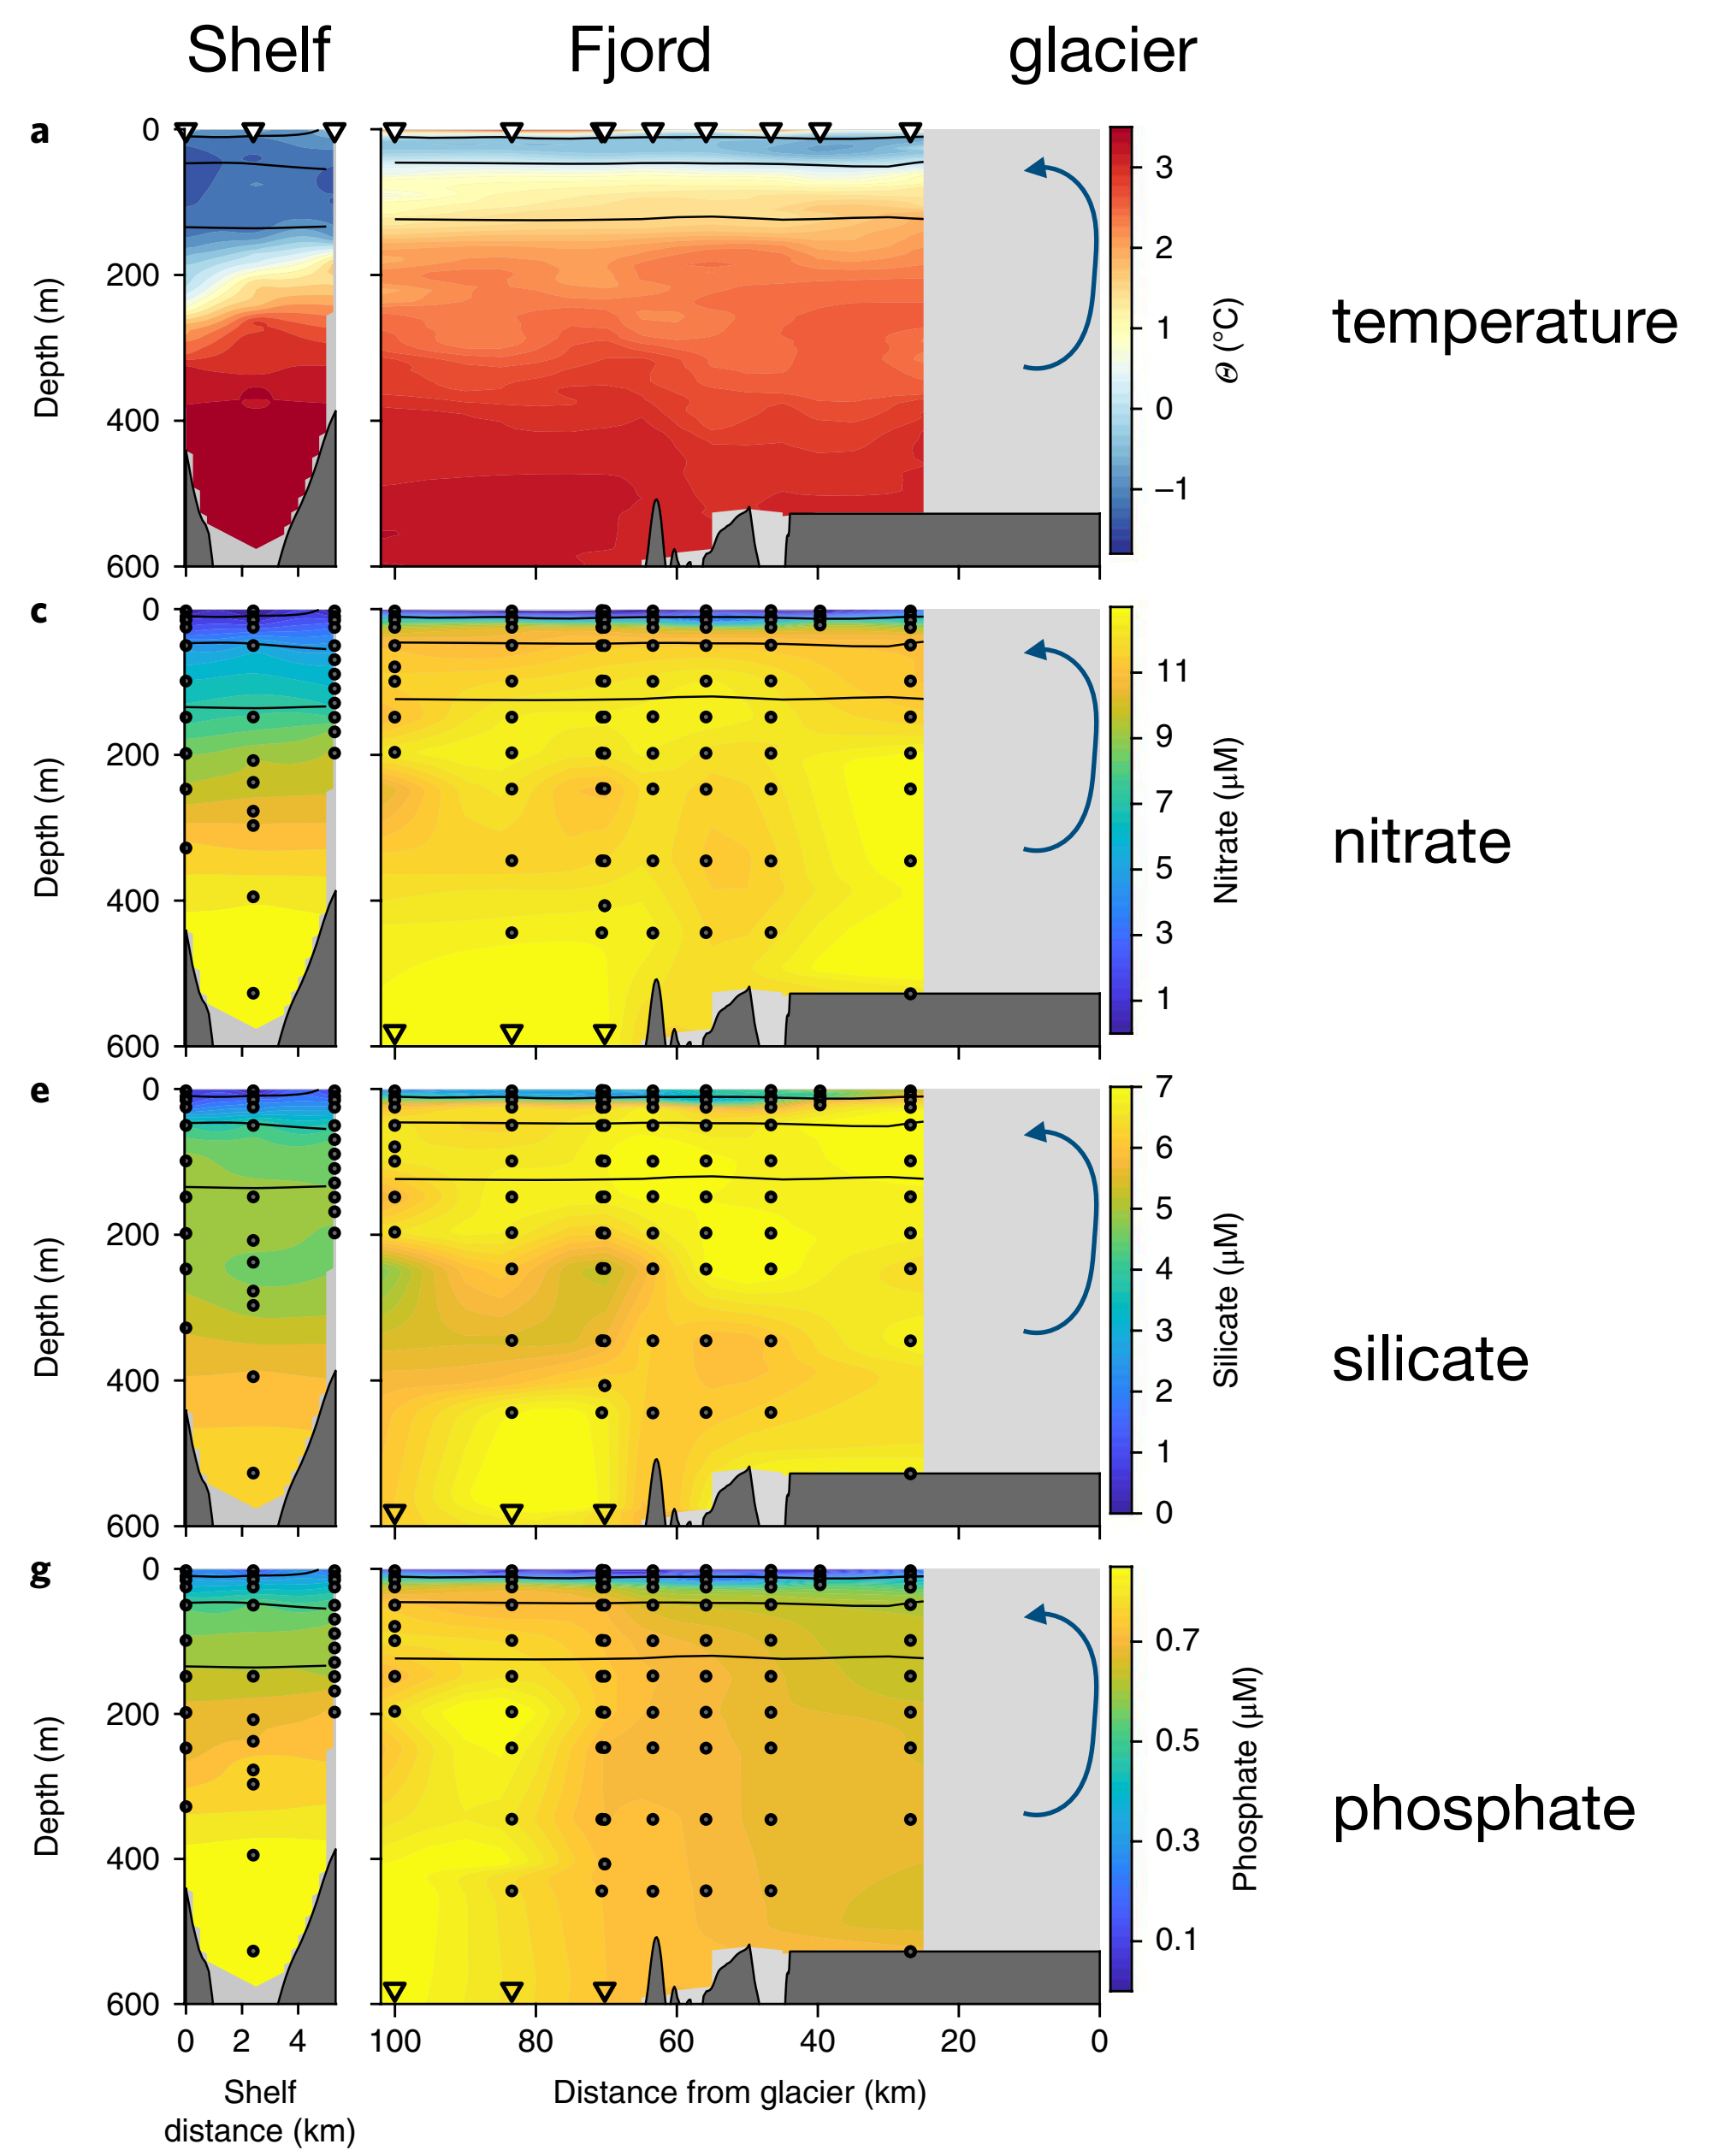 Shelf Fjord glacier
a
0
200
400
600
Depth (m)
3
2
1
0
−1
Θ (°C)
temperature
c
0
200
400
600
Depth (m)
11
9
7
5
3
1
Nitrate (µM)
nitrate
e
0
200
400
600
Depth (m)
7
6
5
4
3
2
1
0
Silicate (µM)
silicate
g
0
200
400
600
Depth (m)
0.7
0.5
0.3
0.1
Phosphate (µM)
phosphate
0 2 4 100 80 60 40 20 0
Shelf
distance (km)
Distance from glacier (km)